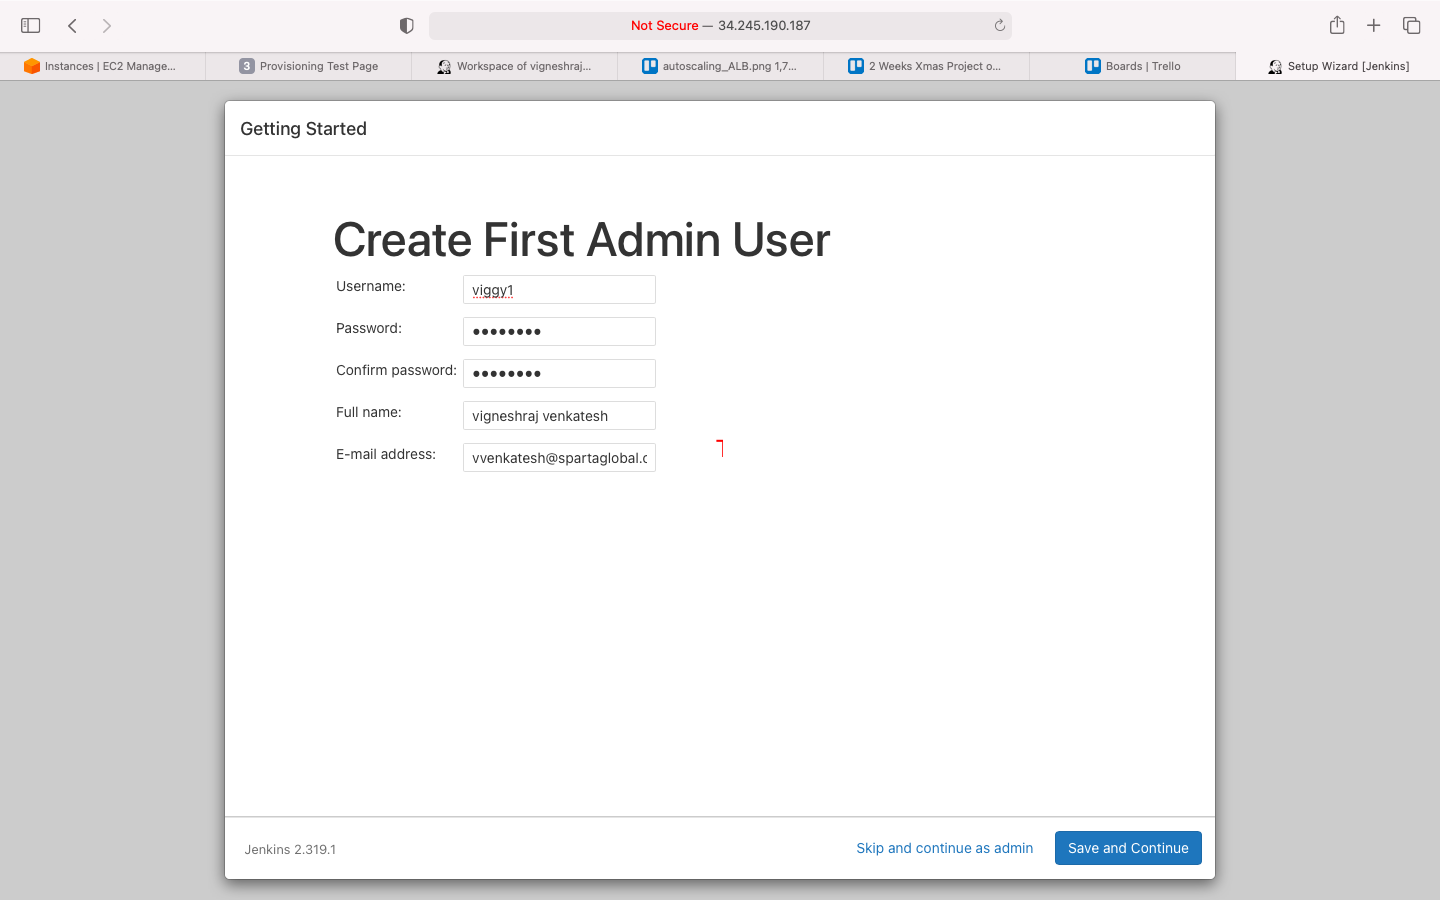 Not Secure — 34.245.190.187
Instances | EC2 Manage...
3 Provisioning Test Page
Workspace of vigneshraj...
autoscaling_ALB.png 1,7...
2 Weeks Xmas Project o...
Boards | Trello
Setup Wizard [Jenkins]
Getting Started
Create First Admin User
Username: viggy1
Password: ••••••••
Confirm password: ••••••••
Full name: vigneshraj venkatesh
E-mail address: vvenkatesh@spartaglobal.c
Jenkins 2.319.1
Skip and continue as admin
Save and Continue